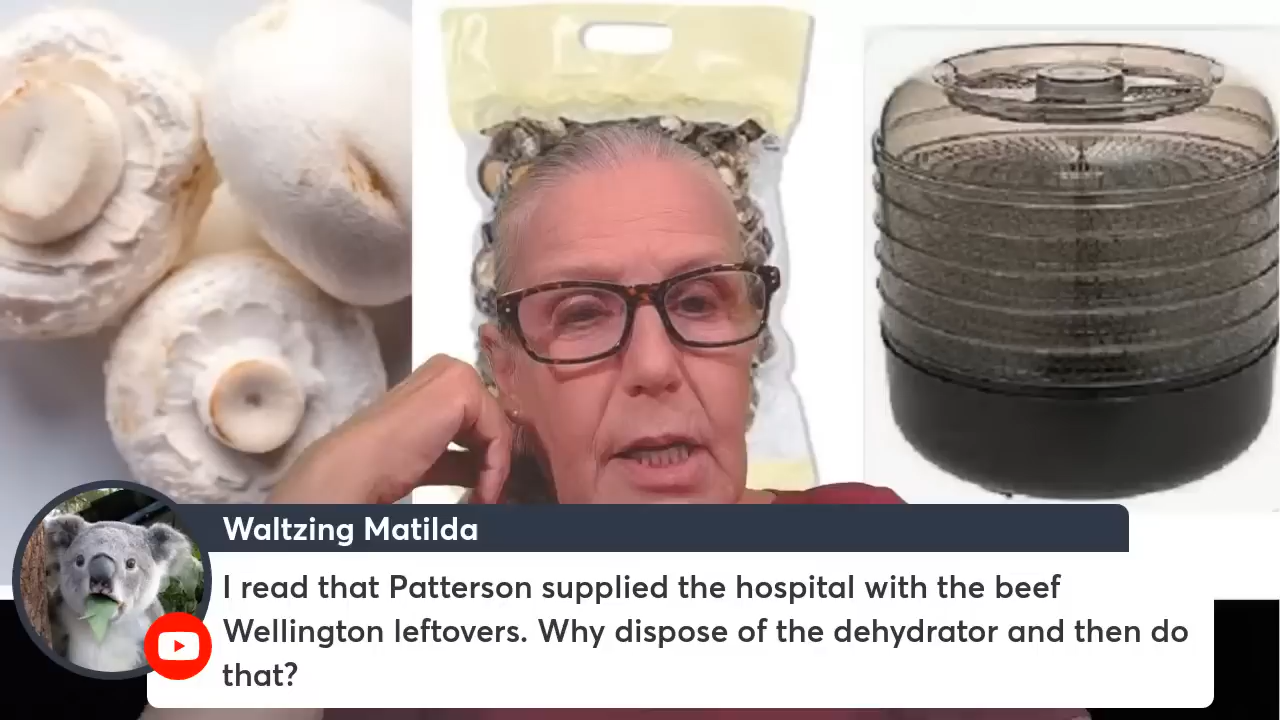 Waltzing Matilda
I read that Patterson supplied the hospital with the beef
Wellington leftovers. Why dispose of the dehydrator and then do
that?